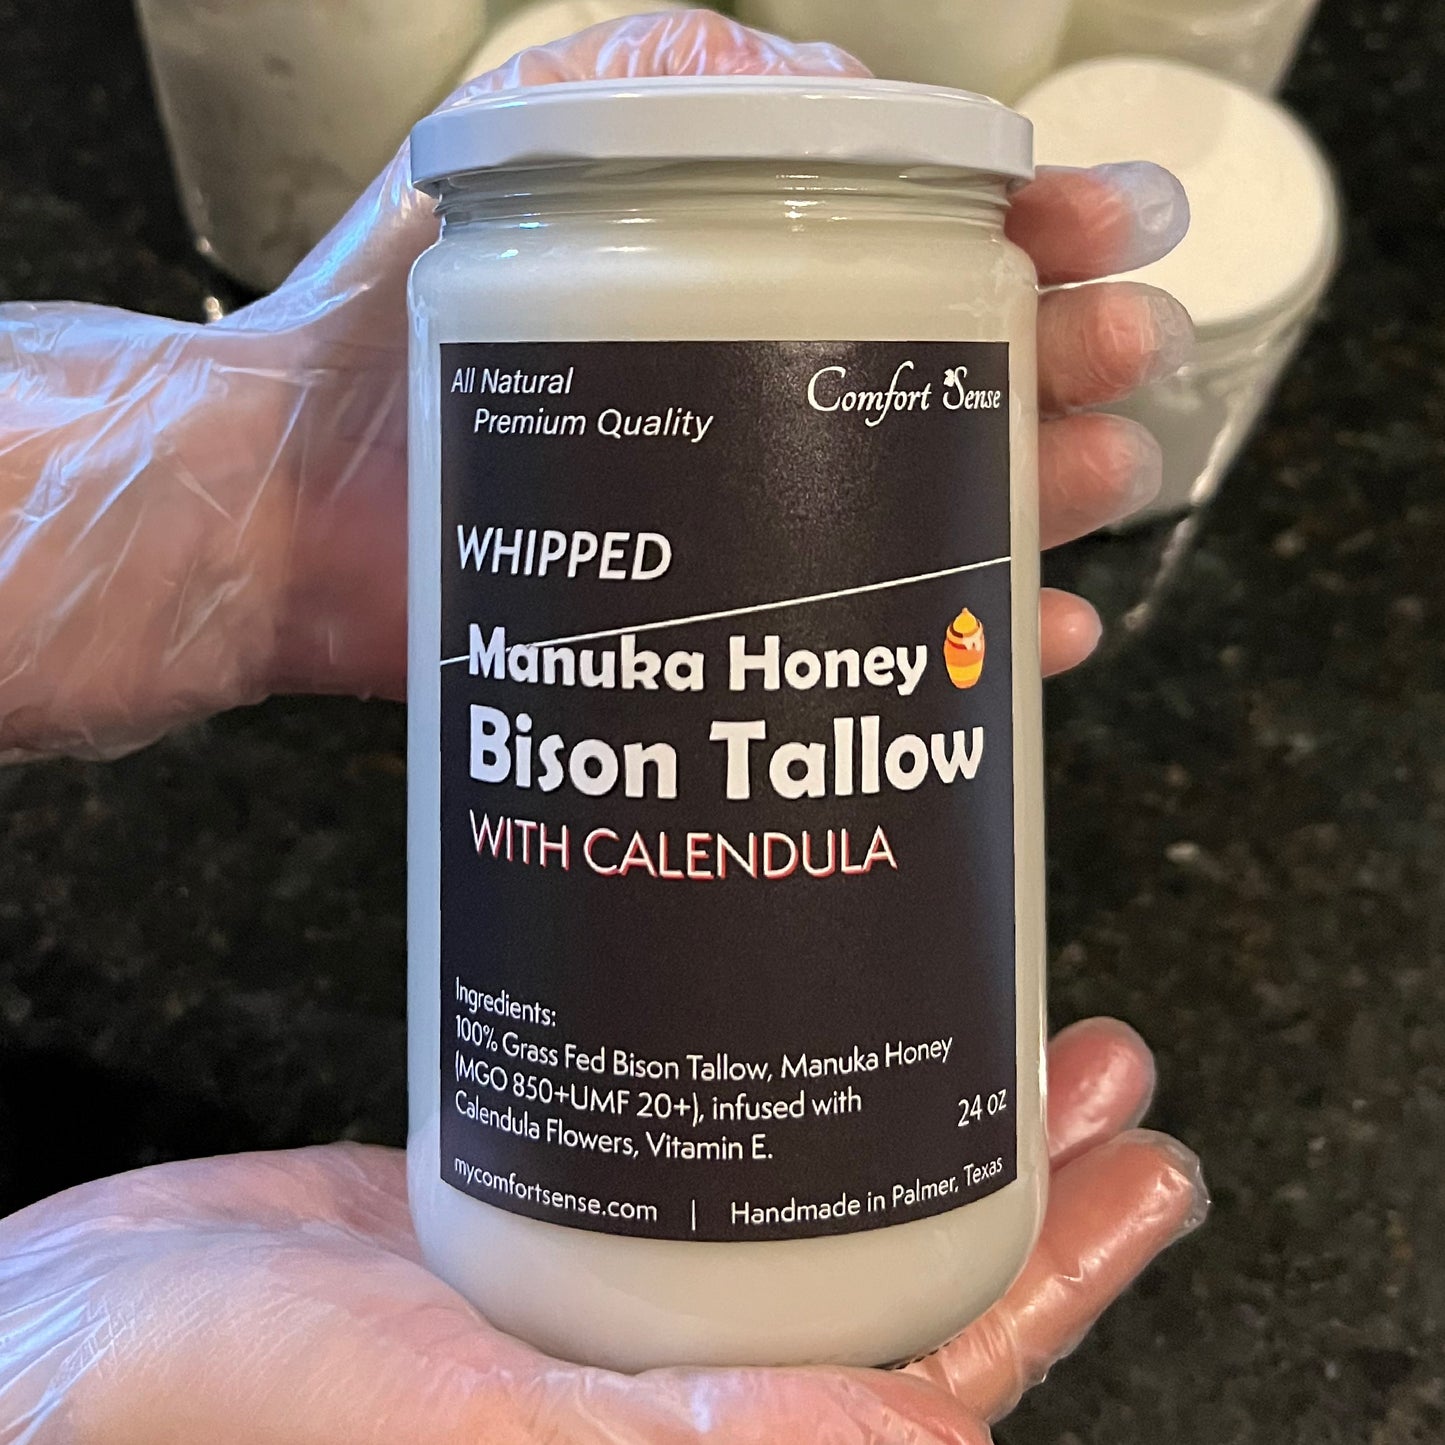 All Natural
Premium Quality
Comfort Sense
WHIPPED
Manuka Honey
Bison Tallow
WITH CALENDULA
Ingredients:
100% Grass Fed Bison Tallow, Manuka Honey
(MGO 850+UMF 20+), infused with
Calendula Flowers, Vitamin E.
24 oz
mycomfortsense.com | Handmade in Palmer, Texas